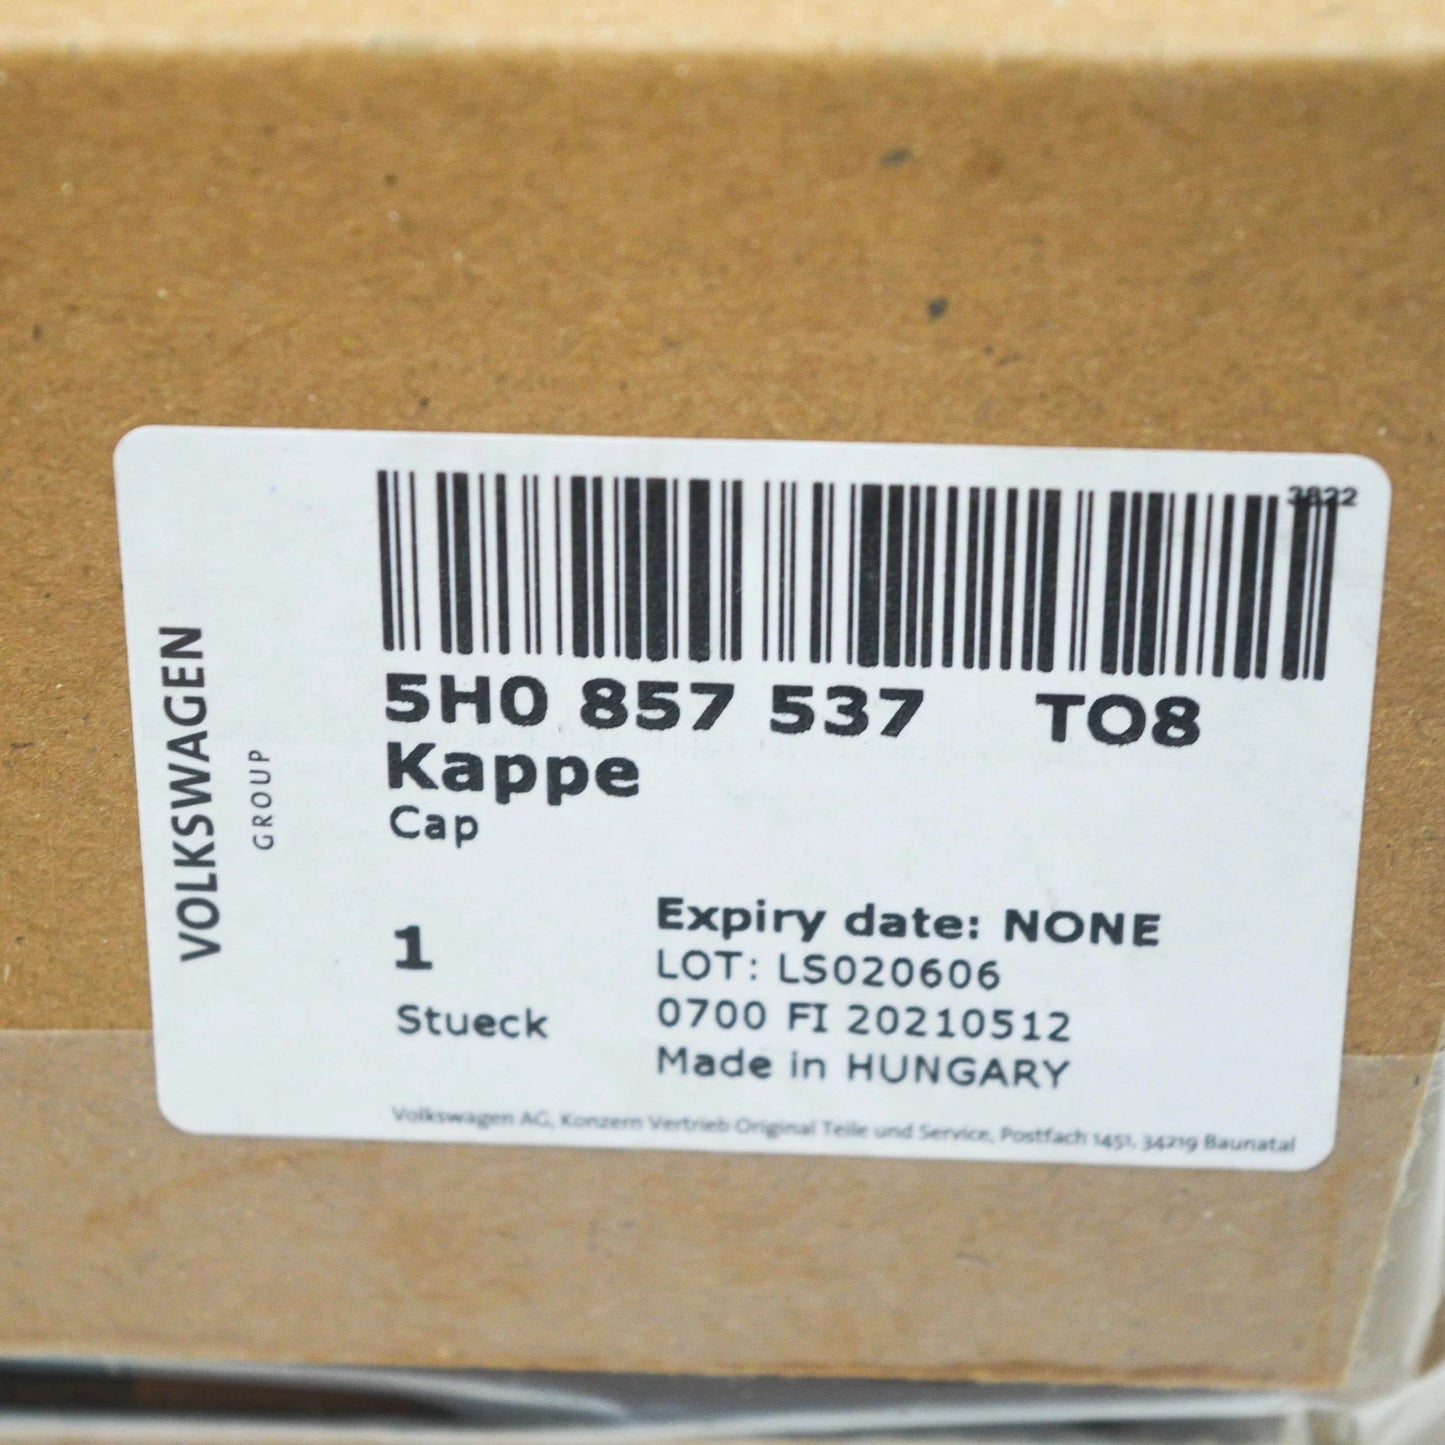 VOLKSWAGEN
GROUP
3822
5H0 857 537 TO8
Kappe
Cap
1
Stueck
Expiry date: NONE
LOT: LS020606
0700 FI 20210512
Made in HUNGARY
Volkswagen AG, Konzern Vertrieb Original Teile und Service, Postfach 1451, 34219 Baunatal